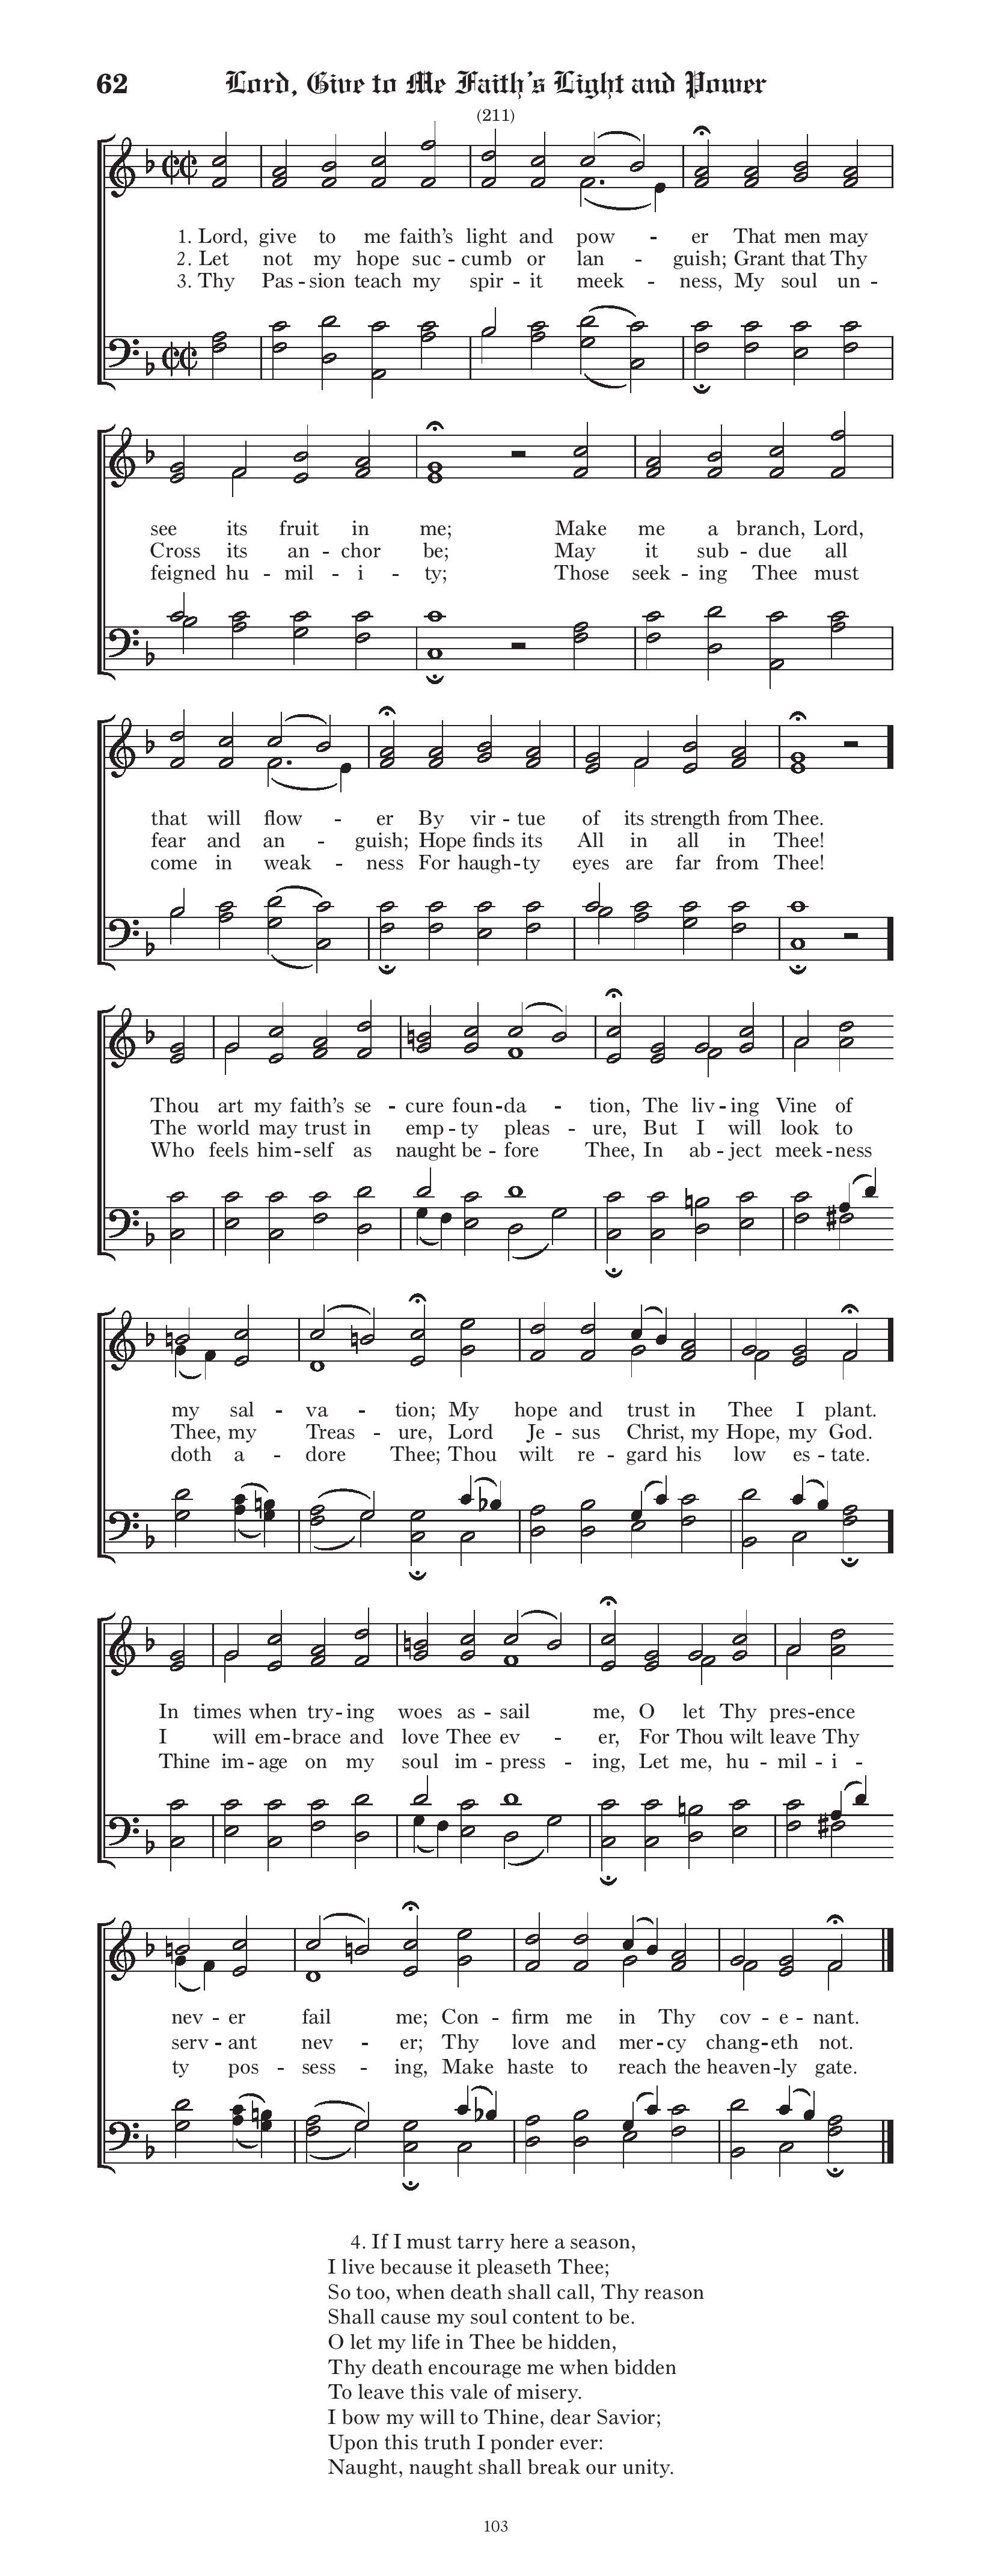 62 Lord, Give to Me Faith's Light and Power
(211)
1. Lord, give to me faith's light and pow - er That men may
2. Let not my hope suc - cumb or lan - guish; Grant that Thy
3. Thy Pas - sion teach my spir - it meek - ness, My soul un -
see its fruit in me; Make me a branch, Lord,
Cross its an - chor be; May it sub - due all
feigned hu - mil - i - ty; Those seek - ing Thee must
that will flow - er By vir - tue of its strength from Thee.
fear and an - guish; Hope finds its All in all in Thee!
come in weak - ness For haugh - ty eyes are far from Thee!
Thou art my faith's se - cure foun - da - tion, The liv - ing Vine of
The world may trust in emp - ty pleas - ure, But I will look to
Who feels him - self as naught be - fore Thee, In ab - ject meek - ness
my sal - va - tion; My hope and trust in Thee I plant.
Thee, my Treas - ure, Lord Je - sus Christ, my Hope, my God.
doth a - dore Thee; Thou wilt re - gard his low es - tate.
In times when try - ing woes as - sail me, O let Thy pres - ence
I will em - brace and love Thee ev - er, For Thou wilt leave Thy
Thine im - age on my soul im - press - ing, Let me, hu - mil - i -
nev - er fail me; Con - firm me in Thy cov - e - nant.
serv - ant nev - er; Thy love and mer - cy chang - eth not.
ty pos - sess - ing, Make haste to reach the heaven - ly gate.
4. If I must tarry here a season,
I live because it pleaseth Thee;
So too, when death shall call, Thy reason
Shall cause my soul content to be.
O let my life in Thee be hidden,
Thy death encourage me when bidden
To leave this vale of misery.
I bow my will to Thine, dear Savior;
Upon this truth I ponder ever:
Naught, naught shall break our unity.
103